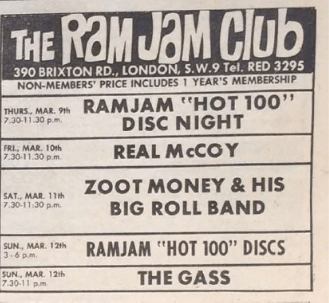 THE RAM JAM CLUB
390 BRIXTON RD., LONDON, S.W.9 Tel. RED 3295
NON-MEMBERS' PRICE INCLUDES 1 YEAR'S MEMBERSHIP
THURS., MAR. 9th
7.30-11.30 p.m.
RAMJAM "HOT 100"
DISC NIGHT
FRI., MAR. 10th
7.30-11.30 p.m.
REAL McCOY
SAT., MAR. 11th
7.30-11.30 p.m.
ZOOT MONEY & HIS
BIG ROLL BAND
SUN., MAR. 12th
3 - 6 p.m.
RAMJAM "HOT 100" DISCS
SUN., MAR. 12th
7.30-11 p.m.
THE GASS